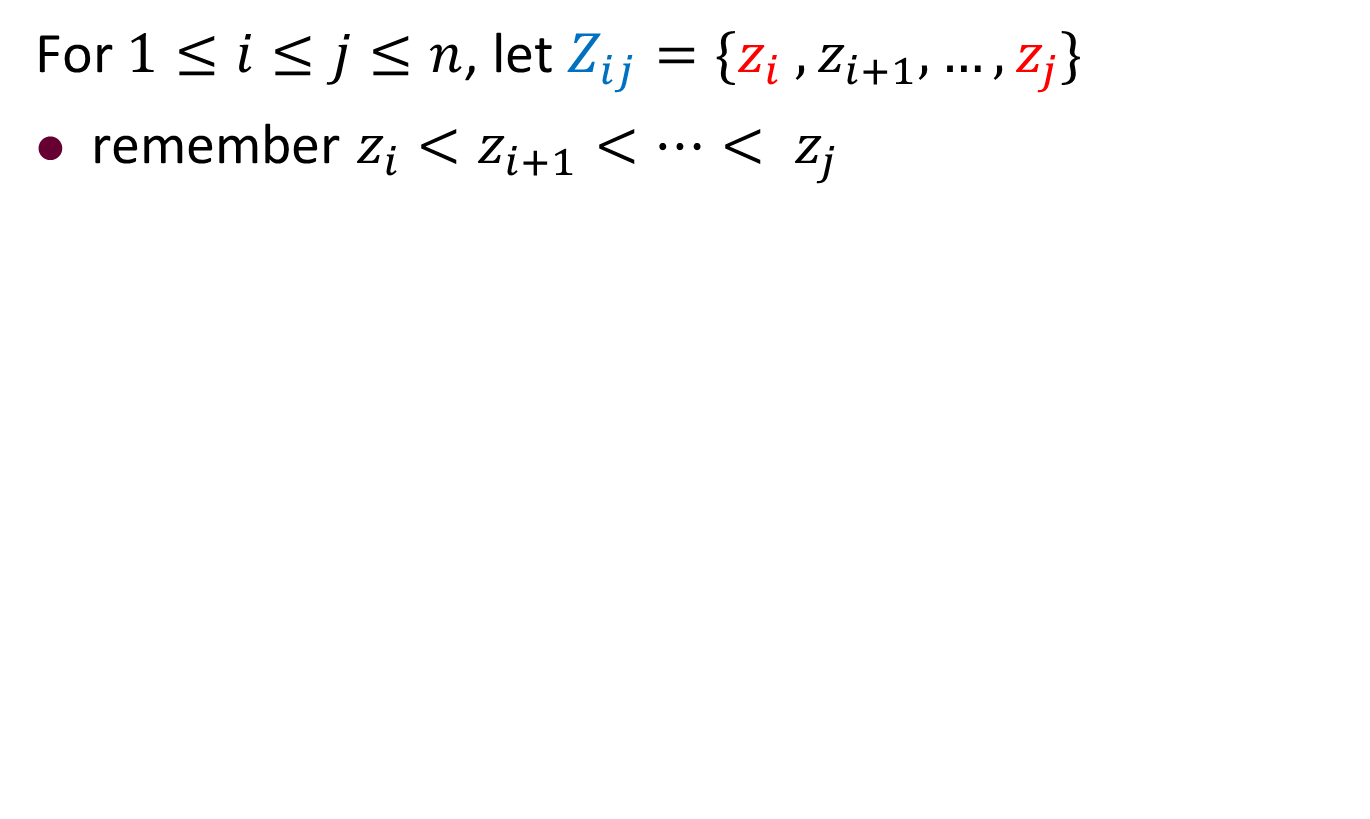 For 1 ≤ i ≤ j ≤ n, let Z_{ij} = {z_i , z_{i+1}, … , z_j}
● remember z_i < z_{i+1} < ⋯ < z_j